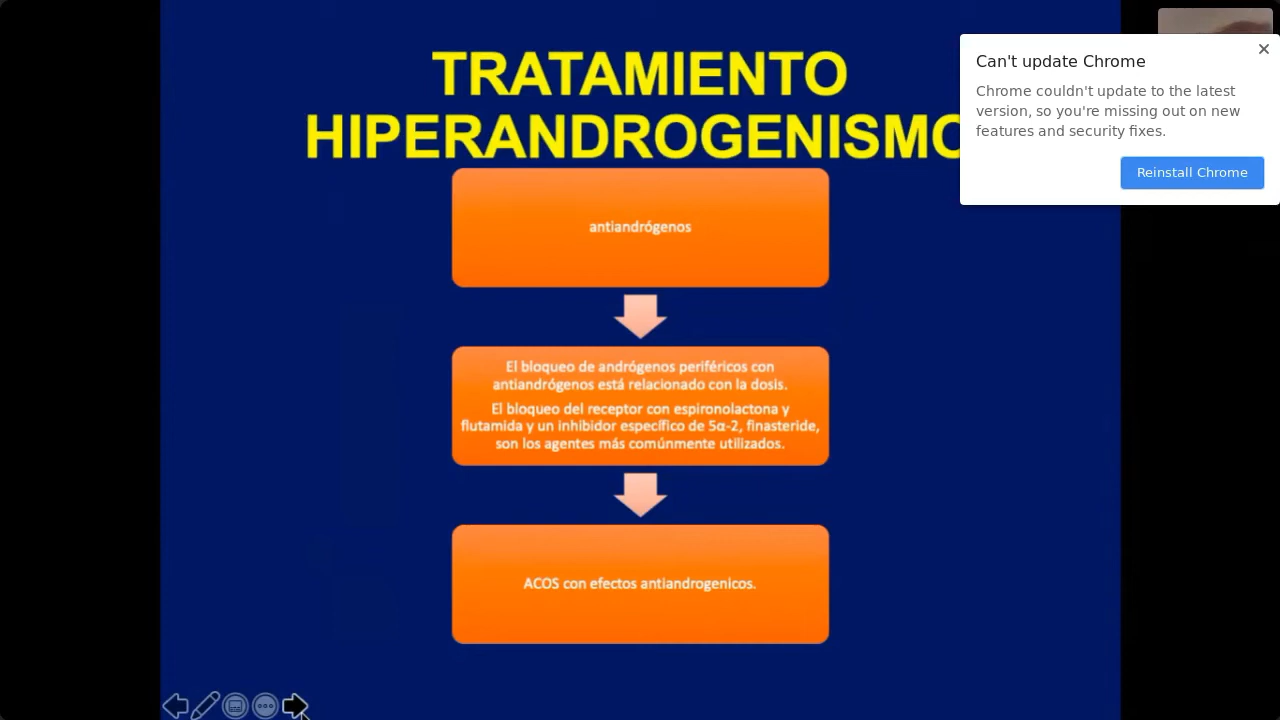 TRATAMIENTO
HIPERANDROGENISMO
antiandrógenos
El bloqueo de andrógenos periféricos con
antiandrógenos está relacionado con la dosis.
El bloqueo del receptor con espironolactona y
flutamida y un inhibidor específico de 5α-2, finasteride,
son los agentes más comúnmente utilizados.
ACOS con efectos antiandrogenicos.
Can't update Chrome
Chrome couldn't update to the latest
version, so you're missing out on new
features and security fixes.
Reinstall Chrome